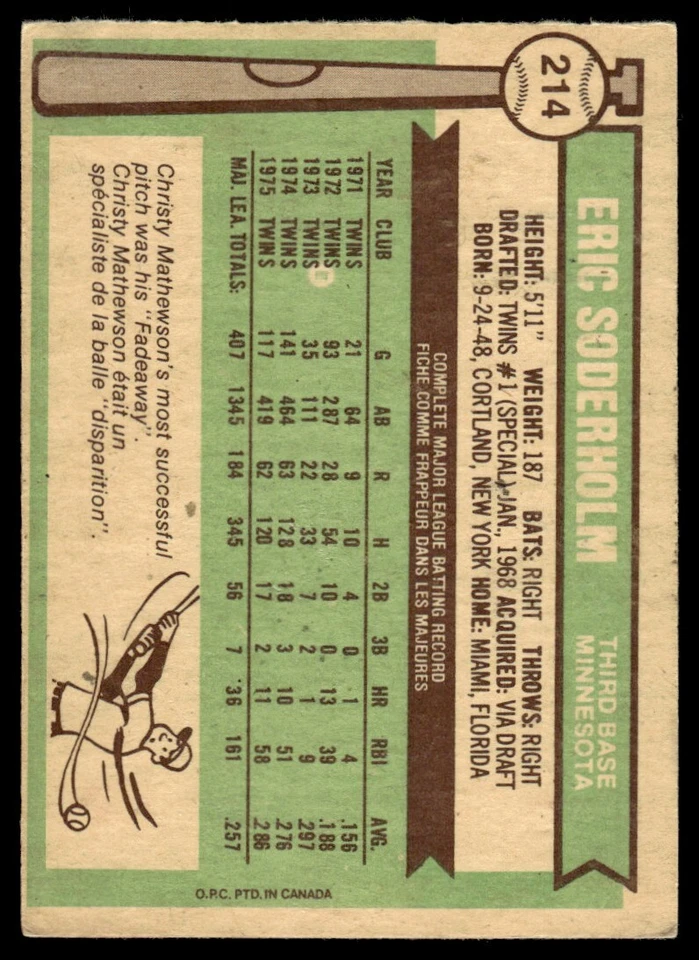 214
ERIC SODERHOLM
THIRD BASE
MINNESOTA
HEIGHT: 5'11" WEIGHT: 187 BATS: RIGHT THROWS: RIGHT
DRAFTED: TWINS #1 (SPECIAL) JAN., 1968 ACQUIRED: VIA DRAFT
BORN: 9-24-48, CORTLAND, NEW YORK HOME: MIAMI, FLORIDA
COMPLETE MAJOR LEAGUE BATTING RECORD
FICHE COMME FRAPPEUR DANS LES MAJEURES
YEAR CLUB G AB R H 2B 3B HR RBI AVG.
1971 TWINS 21 64 9 10 4 0 1 4 .156
1972 TWINS 93 287 28 54 10 0 13 39 .188
1973 TWINS 35 111 22 33 7 2 1 9 .297
1974 TWINS 141 464 63 128 18 3 10 51 .276
1975 TWINS 117 419 62 120 17 2 11 58 .286
MAJ. LEA. TOTALS: 407 1345 184 345 56 7 36 161 .257
Christy Mathewson's most successful
pitch was his "Fadeaway".
Christy Mathewson était un
spécialiste de la balle "disparition".
O.P.C. PTD. IN CANADA